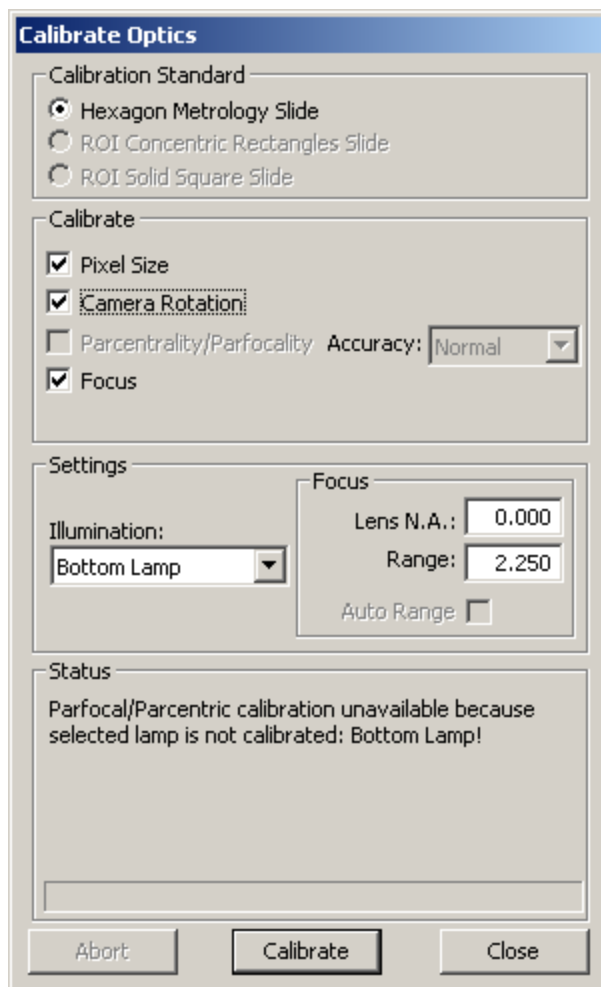 Calibrate Optics
Calibration Standard
Hexagon Metrology Slide
ROI Concentric Rectangles Slide
ROI Solid Square Slide
Calibrate
Pixel Size
Camera Rotation
Parcentrality/Parfocality Accuracy: Normal
Focus
Settings
Illumination:
Bottom Lamp
Focus
Lens N.A.: 0.000
Range: 2.250
Auto Range
Status
Parfocal/Parcentric calibration unavailable because
selected lamp is not calibrated: Bottom Lamp!
Abort Calibrate Close